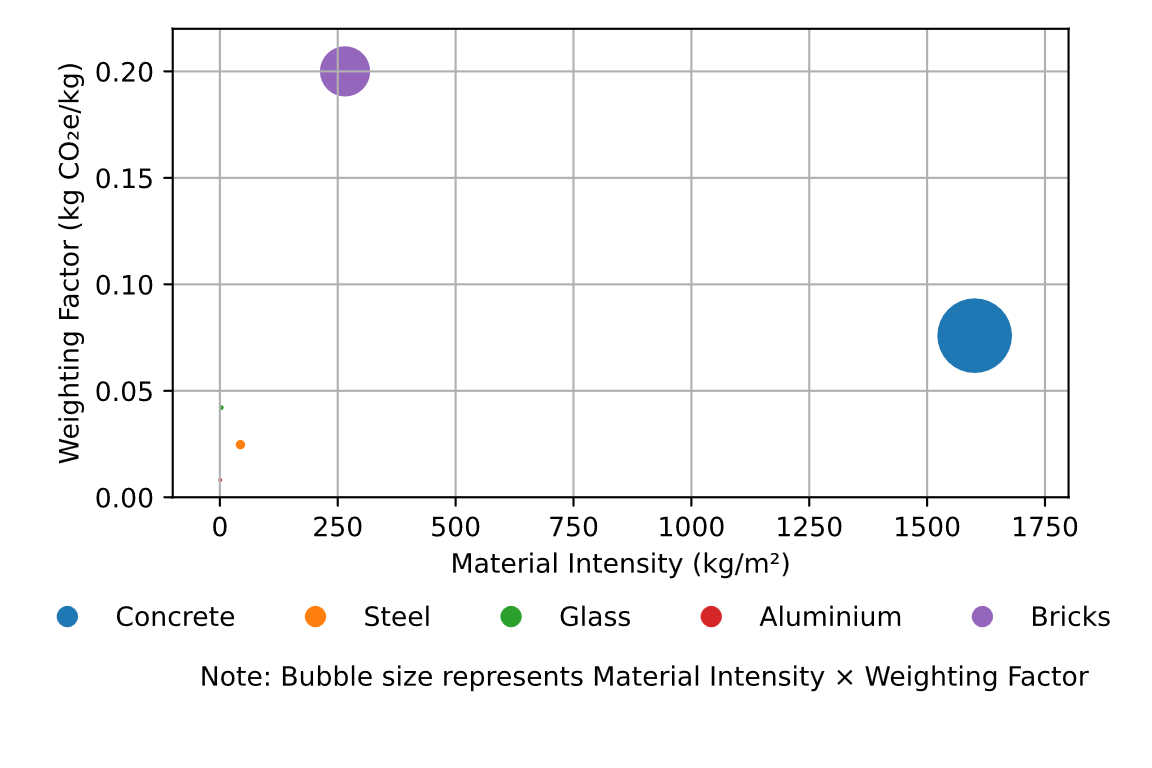 Weighting Factor (kg CO₂e/kg)
0.20
0.15
0.10
0.05
0.00
0 250 500 750 1000 1250 1500 1750
Material Intensity (kg/m²)
Concrete Steel Glass Aluminium Bricks
Note: Bubble size represents Material Intensity × Weighting Factor